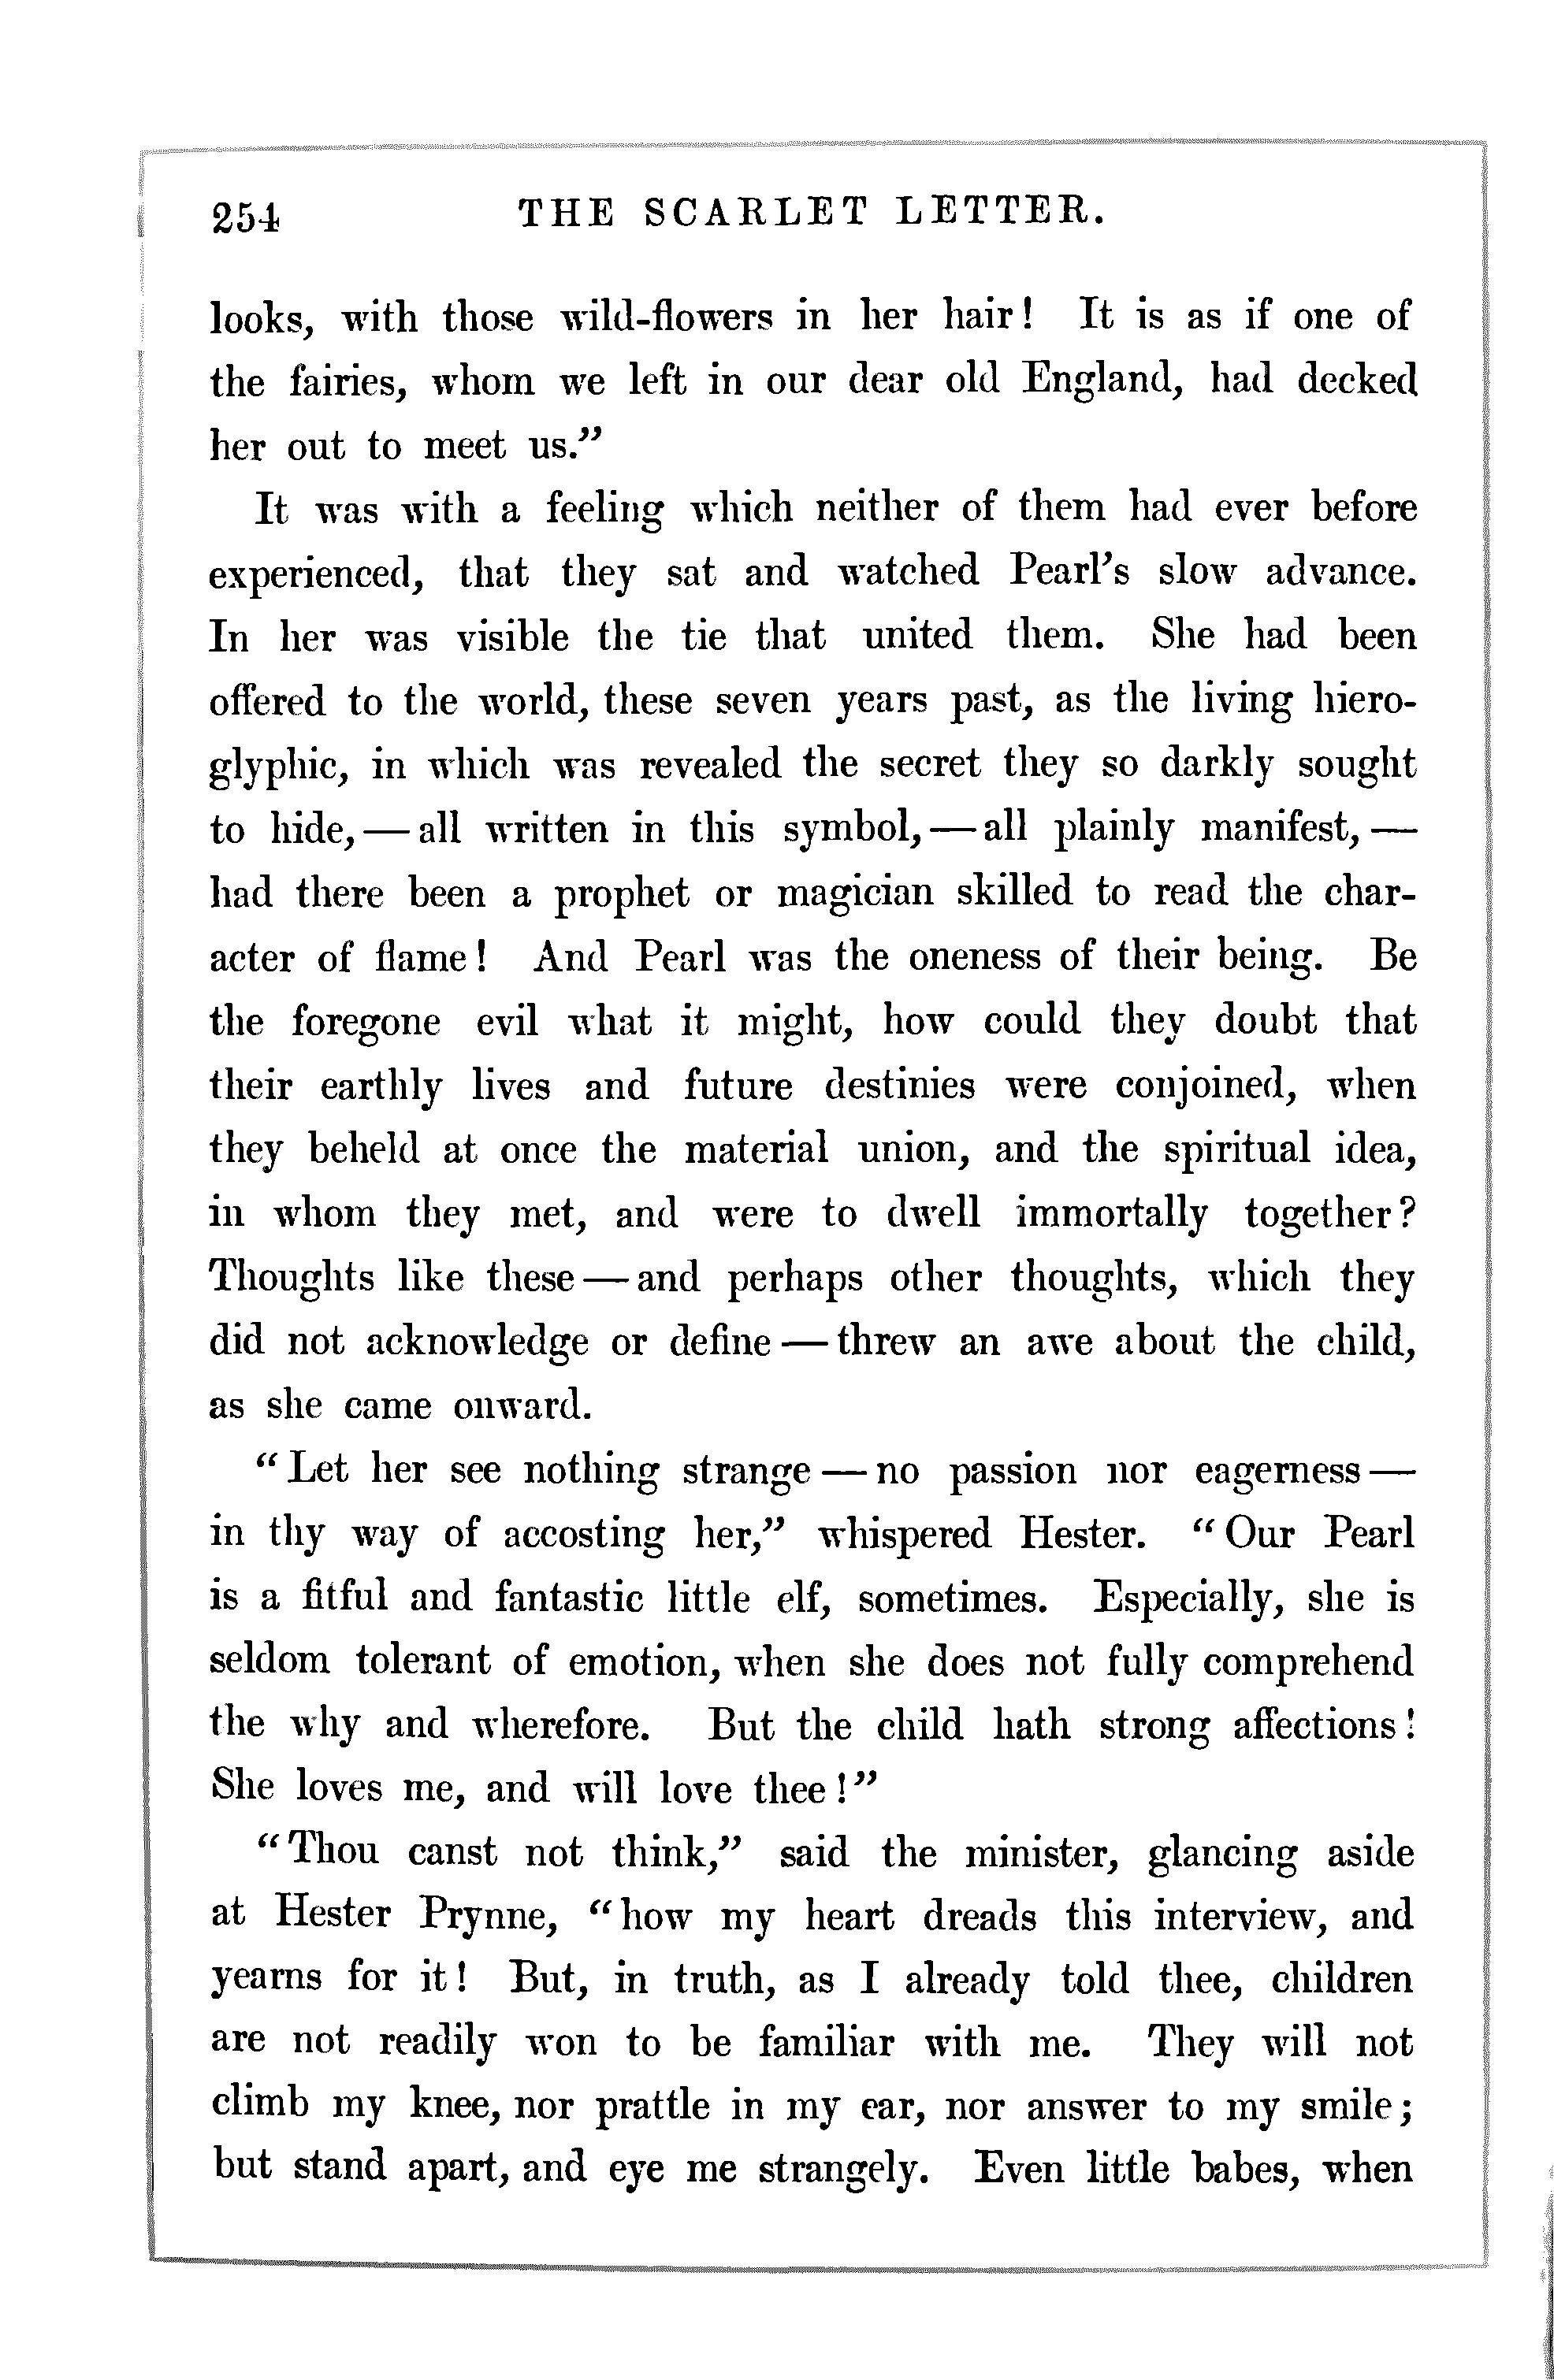 254 THE SCARLET LETTER.
looks, with those wild-flowers in her hair! It is as if one of
the fairies, whom we left in our dear old England, had decked
her out to meet us.”
It was with a feeling which neither of them had ever before
experienced, that they sat and watched Pearl’s slow advance.
In her was visible the tie that united them. She had been
offered to the world, these seven years past, as the living hiero-
glyphic, in which was revealed the secret they so darkly sought
to hide,—all written in this symbol,—all plainly manifest,—
had there been a prophet or magician skilled to read the char-
acter of flame! And Pearl was the oneness of their being. Be
the foregone evil what it might, how could they doubt that
their earthly lives and future destinies were conjoined, when
they beheld at once the material union, and the spiritual idea,
in whom they met, and were to dwell immortally together?
Thoughts like these—and perhaps other thoughts, which they
did not acknowledge or define—threw an awe about the child,
as she came onward.
“Let her see nothing strange—no passion nor eagerness—
in thy way of accosting her,” whispered Hester. “Our Pearl
is a fitful and fantastic little elf, sometimes. Especially, she is
seldom tolerant of emotion, when she does not fully comprehend
the why and wherefore. But the child hath strong affections!
She loves me, and will love thee!”
“Thou canst not think,” said the minister, glancing aside
at Hester Prynne, “how my heart dreads this interview, and
yearns for it! But, in truth, as I already told thee, children
are not readily won to be familiar with me. They will not
climb my knee, nor prattle in my ear, nor answer to my smile;
but stand apart, and eye me strangely. Even little babes, when